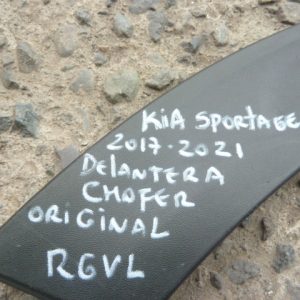 KIA SPORTAGE
2017-2021
DELANTERA
CHOFER
ORIGINAL
RGVL